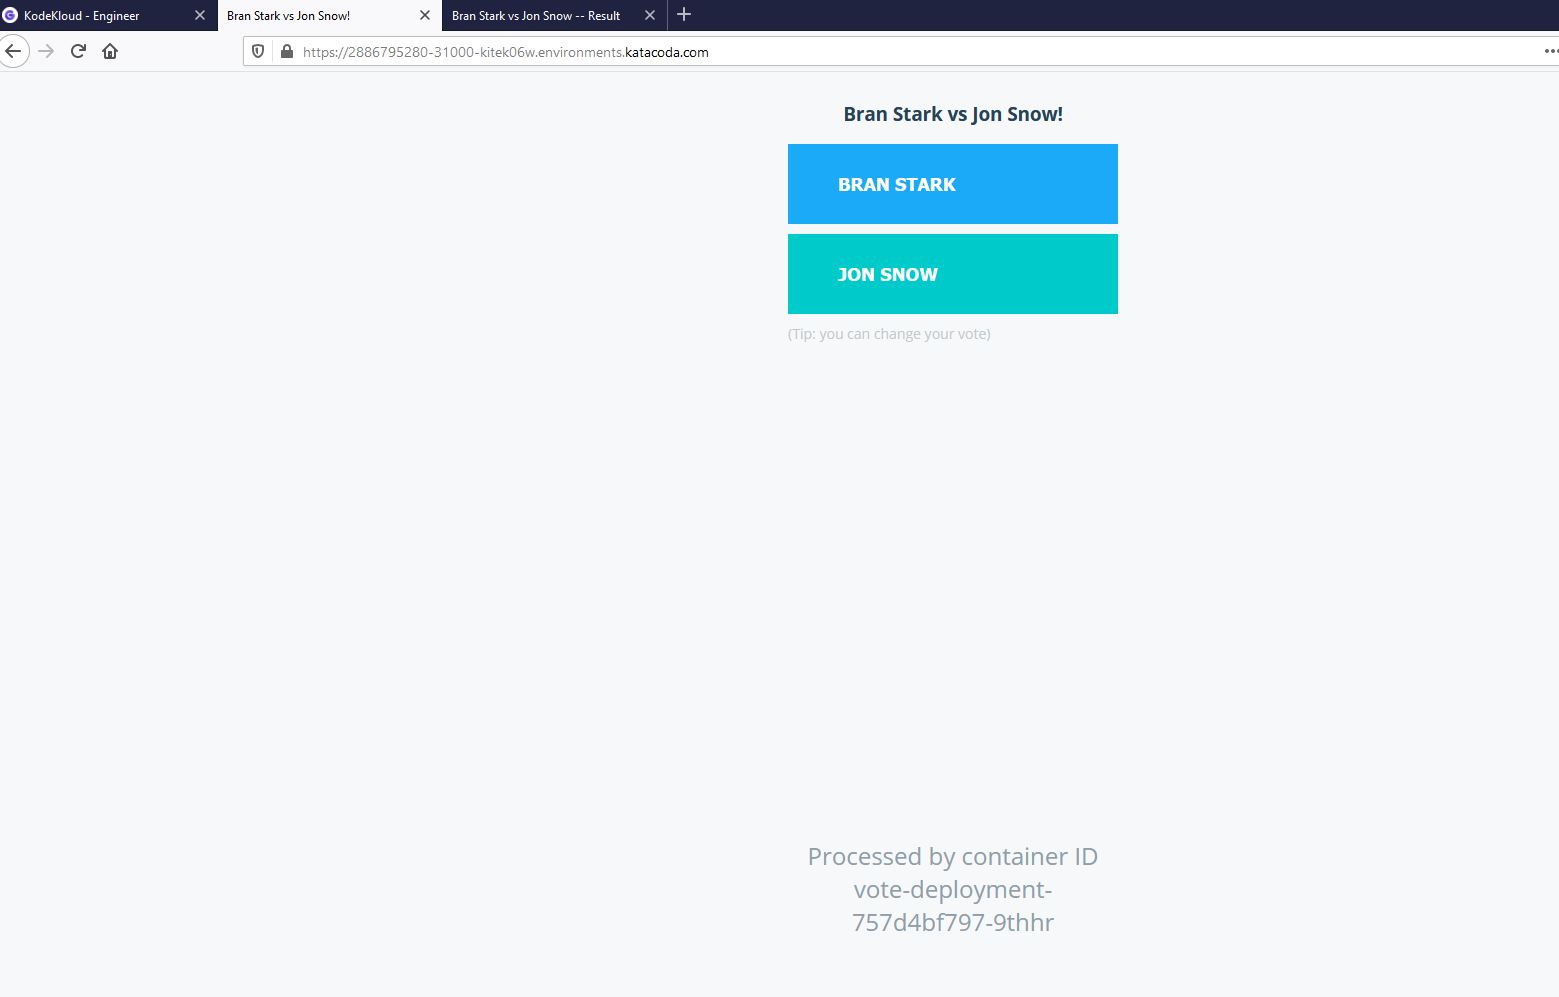 KodeKloud - Engineer
Bran Stark vs Jon Snow!
Bran Stark vs Jon Snow -- Result
https://2886795280-31000-kitek06w.environments.katacoda.com
Bran Stark vs Jon Snow!
BRAN STARK
JON SNOW
(Tip: you can change your vote)
Processed by container ID
vote-deployment-
757d4bf797-9thhr